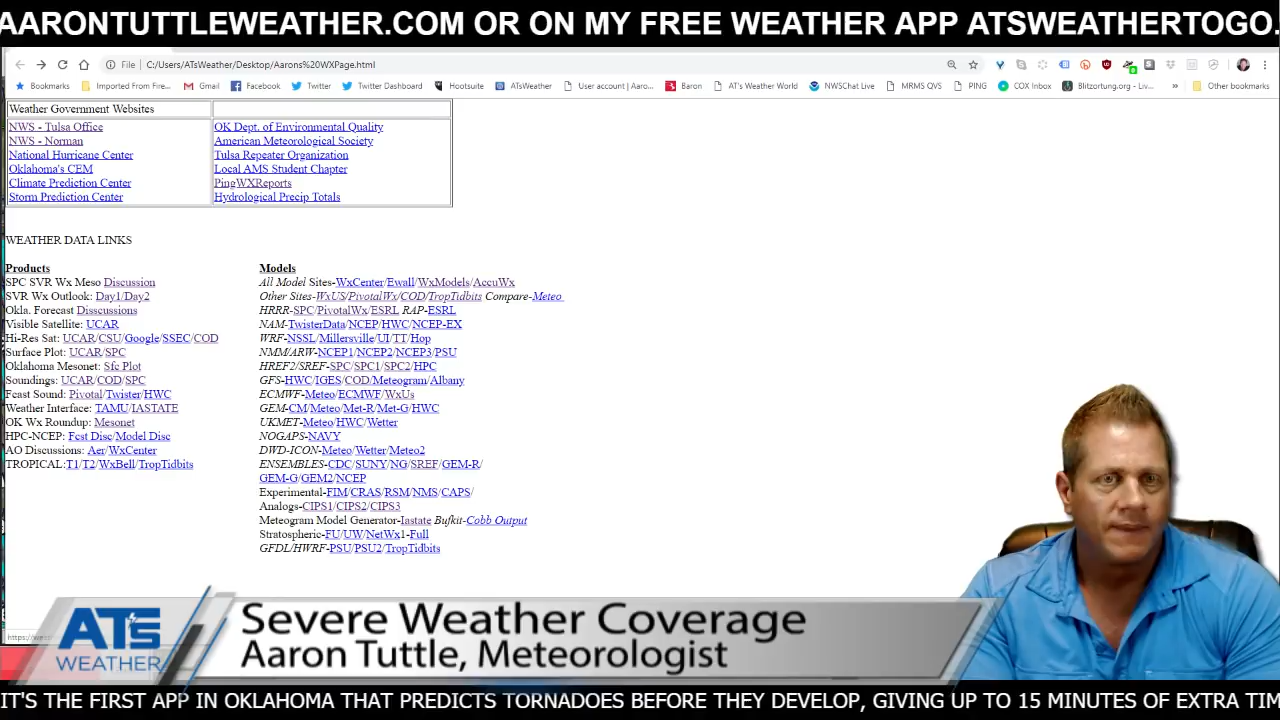 AARONTUTTLEWEATHER.COM OR ON MY FREE WEATHER APP ATSWEATHERTOGO.
File C:/Users/ATsWeather/Desktop/Aarons%20WXPage.html
Bookmarks Imported From Fire... Gmail Facebook Twitter Twitter Dashboard Hootsuite ATsWeather User account | Aaro... Baron AT's Weather World NWSChat Live MRMS QVS PING COX Inbox Blitzortung.org - Liv... » Other bookmarks
Weather Government Websites
NWS - Tulsa Office OK Dept. of Environmental Quality
NWS - Norman American Meteorological Society
National Hurricane Center Tulsa Repeater Organization
Oklahoma's CEM Local AMS Student Chapter
Climate Prediction Center PingWXReports
Storm Prediction Center Hydrological Precip Totals
WEATHER DATA LINKS
Products
SPC SVR Wx Meso Discussion
SVR Wx Outlook: Day1/Day2
Okla. Forecast Disscussions
Visible Satellite: UCAR
Hi-Res Sat: UCAR/CSU/Google/SSEC/COD
Surface Plot: UCAR/SPC
Oklahoma Mesonet: Sfc Plot
Soundings: UCAR/COD/SPC
Fcast Sound: Pivotal/Twister/HWC
Weather Interface: TAMU/IASTATE
OK Wx Roundup: Mesonet
HPC-NCEP: Fcst Disc/Model Disc
AO Discussions: Aer/WxCenter
TROPICAL:T1/T2/WxBell/TropTidbits
Models
All Model Sites-WxCenter/Ewall/WxModels/AccuWx
Other Sites-WxUS/PivotalWx/COD/TropTidbits Compare-Meteo
HRRR-SPC/PivotalWx/ESRL RAP-ESRL
NAM-TwisterData/NCEP/HWC/NCEP-EX
WRF-NSSL/Millersville/UI/TT/Hop
NMM/ARW-NCEP1/NCEP2/NCEP3/PSU
HREF2/SREF-SPC/SPC1/SPC2/HPC
GFS-HWC/IGES/COD/Meteogram/Albany
ECMWF-Meteo/ECMWF/WxUs
GEM-CM/Meteo/Met-R/Met-G/HWC
UKMET-Meteo/HWC/Wetter
NOGAPS-NAVY
DWD-ICON-Meteo/Wetter/Meteo2
ENSEMBLES-CDC/SUNY/NG/SREF/GEM-R/
GEM-G/GEM2/NCEP
Experimental-FIM/CRAS/RSM/NMS/CAPS/
Analogs-CIPS1/CIPS2/CIPS3
Meteogram Model Generator-Iastate Bufkit-Cobb Output
Stratospheric-FU/UW/NetWx1-Full
GFDL/HWRF-PSU/PSU2/TropTidbits
ATS
WEATHER
Severe Weather Coverage
Aaron Tuttle, Meteorologist
IT'S THE FIRST APP IN OKLAHOMA THAT PREDICTS TORNADOES BEFORE THEY DEVELOP, GIVING UP TO 15 MINUTES OF EXTRA TIM